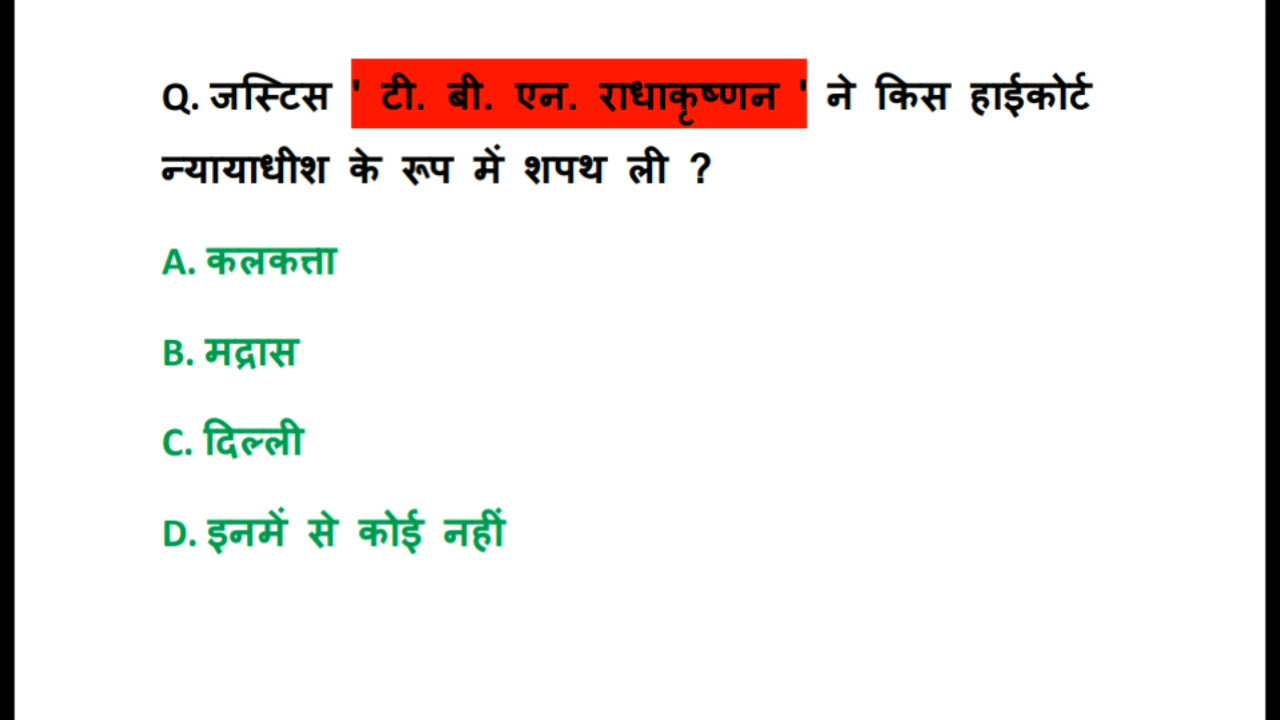 Q. जस्टिस ' टी. बी. एन. राधाकृष्णन ' ने किस हाईकोर्ट
न्यायाधीश के रूप में शपथ ली ?
A. कलकत्ता
B. मद्रास
C. दिल्ली
D. इनमें से कोई नहीं